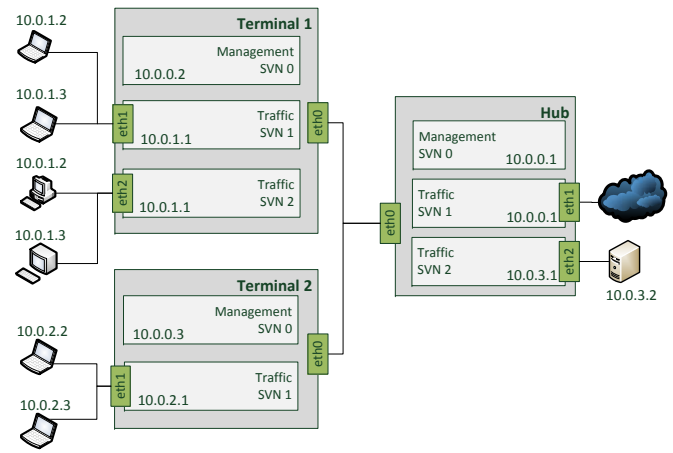 10.0.1.2
Terminal 1
Management
SVN 0
10.0.0.2
10.0.1.3
eth1
Traffic
SVN 1
10.0.1.1
eth0
10.0.1.2
eth2
Traffic
SVN 2
10.0.1.1
10.0.1.3
Terminal 2
Management
SVN 0
10.0.0.3
eth0
10.0.2.2
eth1
Traffic
SVN 1
10.0.2.1
10.0.2.3
Hub
Management
SVN 0
10.0.0.1
eth0
Traffic
SVN 1
10.0.0.1
eth1
Traffic
SVN 2
10.0.3.1
eth2
10.0.3.2